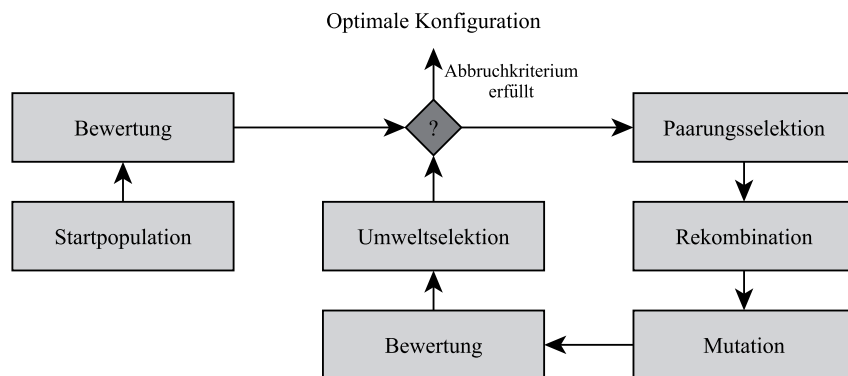 Optimale Konfiguration
Abbruchkriterium
erfüllt
Bewertung
?
Paarungsselektion
Startpopulation
Umweltselektion
Rekombination
Bewertung
Mutation